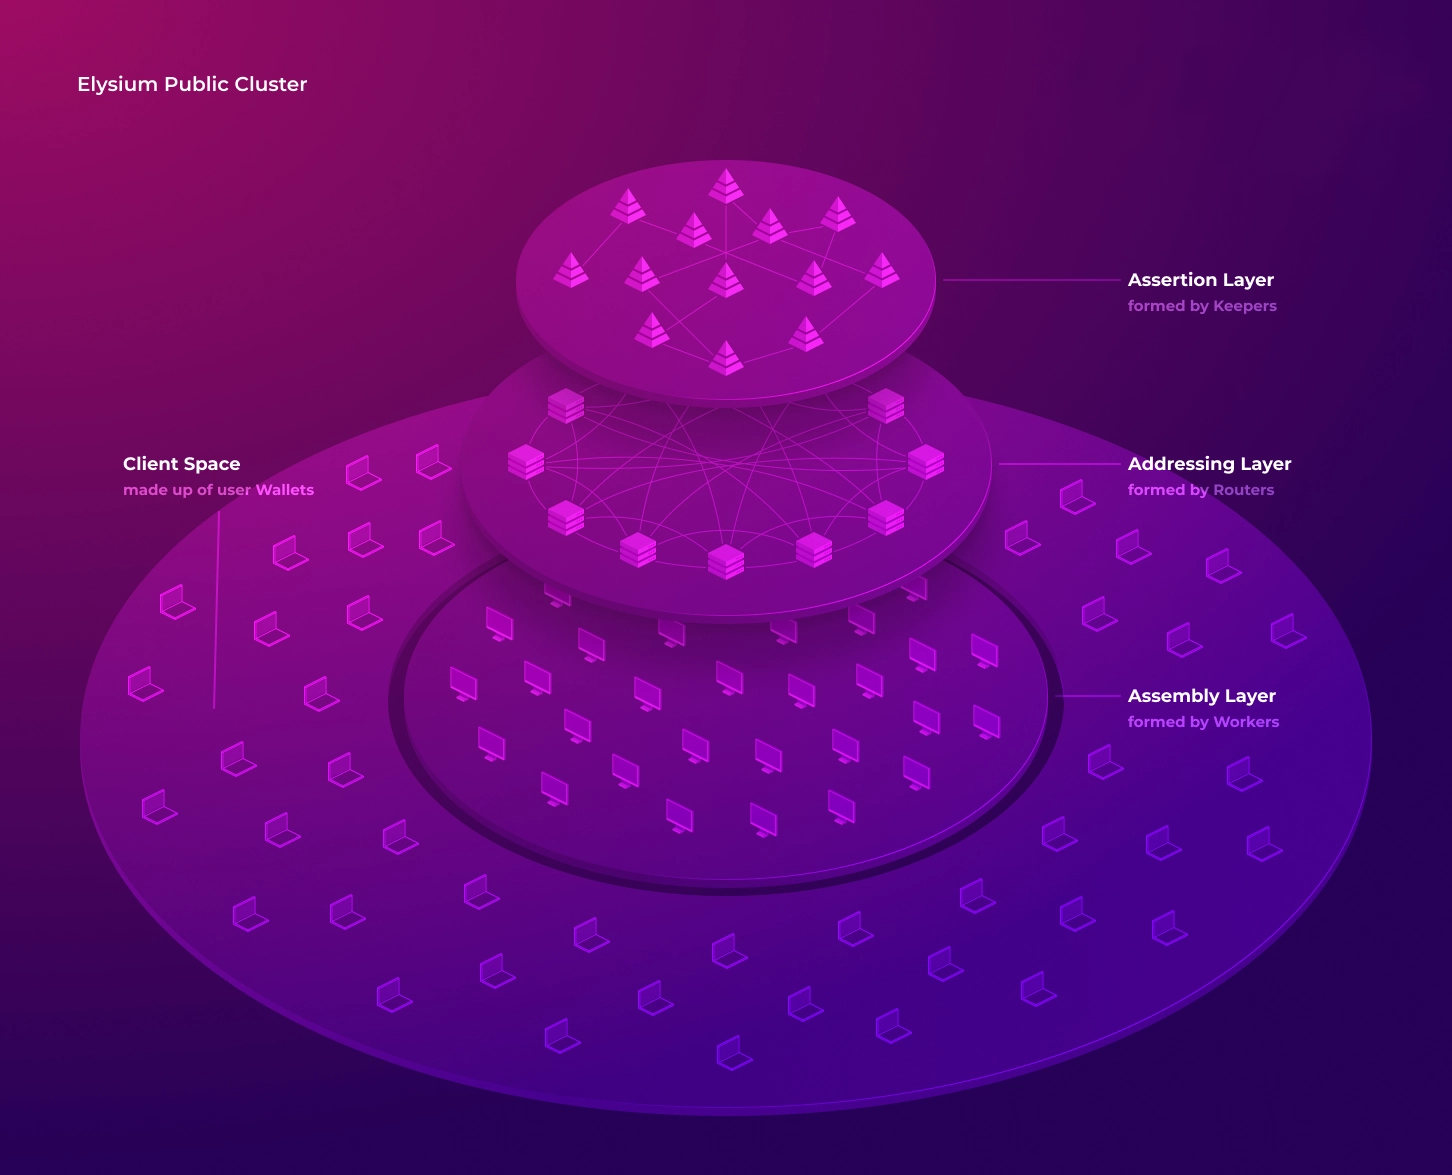 Elysium Public Cluster
Assertion Layer
formed by Keepers
Client Space
made up of user Wallets
Addressing Layer
formed by Routers
Assembly Layer
formed by Workers